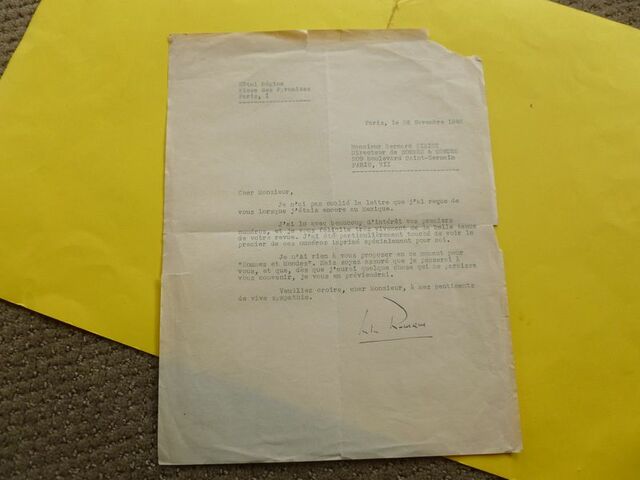 Hôtel Régina
Place des Pyramides
Paris, I
Paris, le 26 Novembre
Monsieur Bernard
Directeur de HOMMES & MONDES
Boulevard Saint-Germain
PARIS, VII
Cher Monsieur,
Je n'ai pas oublié la lettre que j'ai reçue de
vous lorsque j'étais encore au Mexique.
J'ai lu avec beaucoup d'intérêt vos premiers
numéros, et je vous félicite très vivement de la belle tenue
de votre revue. J'ai été particulièrement touché de voir le
premier de ces numéros imprimé spécialement pour moi.
Je n'ai rien à vous proposer en ce moment pour
"Hommes et Mondes". Mais soyez assuré que je penserai à
vous, et que, dès que j'aurai quelque chose qui me paraisse
vous convenir, je vous en préviendrai.
Veuillez croire, cher Monsieur, à mes sentiments
de vive sympathie.
Romains